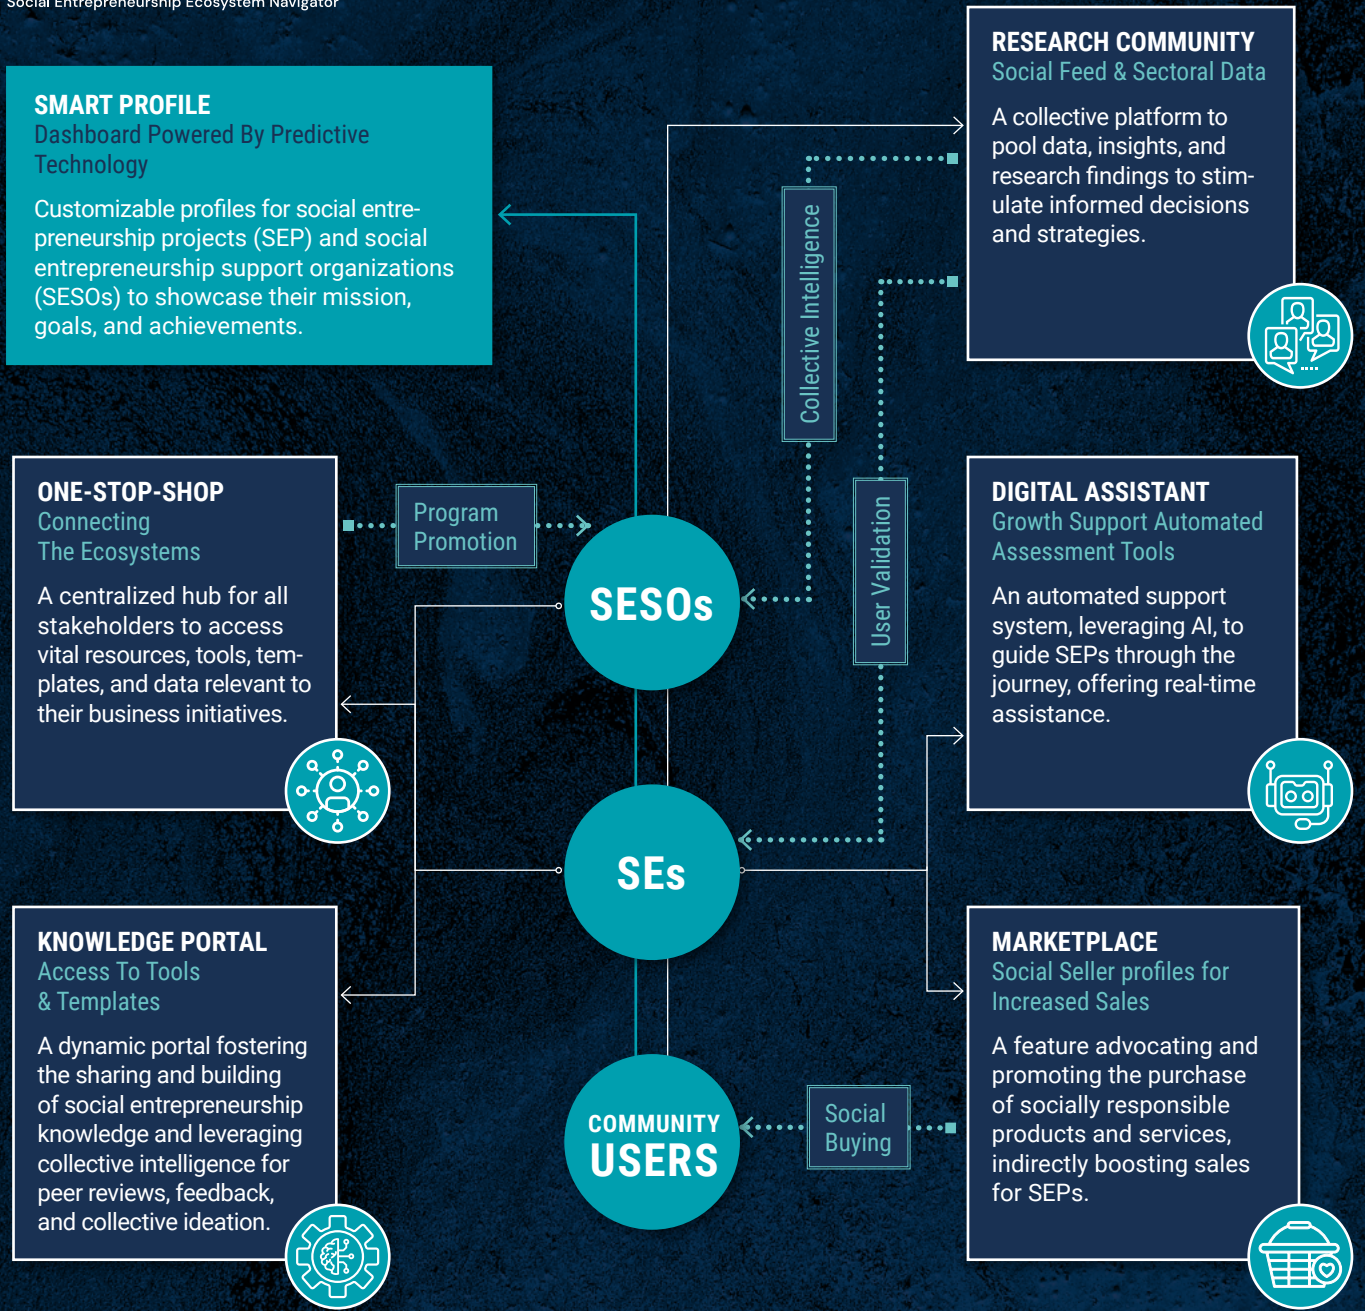 Social Entrepreneurship Ecosystem Navigator
SMART PROFILE
Dashboard Powered By Predictive
Technology
Customizable profiles for social entre-
preneurship projects (SEP) and social
entrepreneurship support organizations
(SESOs) to showcase their mission,
goals, and achievements.
RESEARCH COMMUNITY
Social Feed & Sectoral Data
A collective platform to
pool data, insights, and
research findings to stim-
ulate informed decisions
and strategies.
Collective Intelligence
User Validation
ONE-STOP-SHOP
Connecting
The Ecosystems
A centralized hub for all
stakeholders to access
vital resources, tools, tem-
plates, and data relevant to
their business initiatives.
Program
Promotion
SESOs
DIGITAL ASSISTANT
Growth Support Automated
Assessment Tools
An automated support
system, leveraging AI, to
guide SEPs through the
journey, offering real-time
assistance.
SEs
KNOWLEDGE PORTAL
Access To Tools
& Templates
A dynamic portal fostering
the sharing and building
of social entrepreneurship
knowledge and leveraging
collective intelligence for
peer reviews, feedback,
and collective ideation.
COMMUNITY
USERS
Social
Buying
MARKETPLACE
Social Seller profiles for
Increased Sales
A feature advocating and
promoting the purchase
of socially responsible
products and services,
indirectly boosting sales
for SEPs.